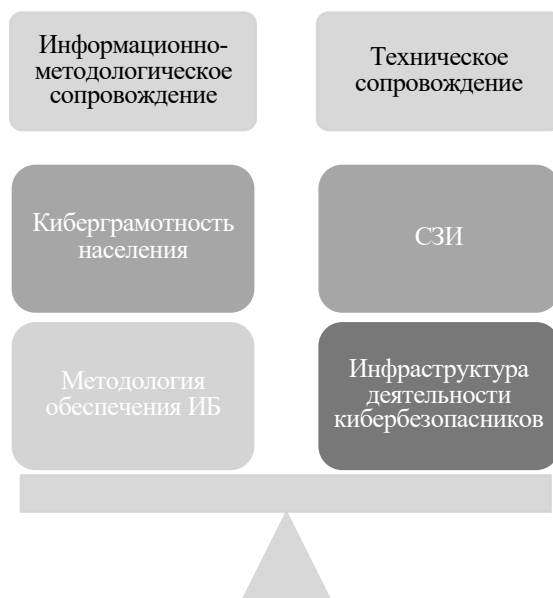 Информационно-
методологическое
сопровождение
Техническое
сопровождение
Киберграмотность
населения
СЗИ
Методология
обеспечения ИБ
Инфраструктура
деятельности
кибербезопасников